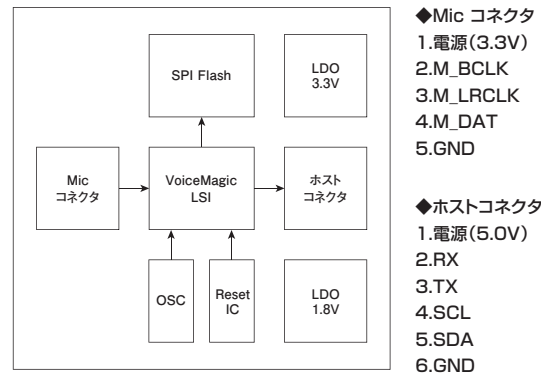 SPI Flash
LDO
3.3V
Mic
コネクタ
VoiceMagic
LSI
ホスト
コネクタ
OSC
Reset
IC
LDO
1.8V
◆Mic コネクタ
1.電源(3.3V)
2.M_BCLK
3.M_LRCLK
4.M_DAT
5.GND
◆ホストコネクタ
1.電源(5.0V)
2.RX
3.TX
4.SCL
5.SDA
6.GND